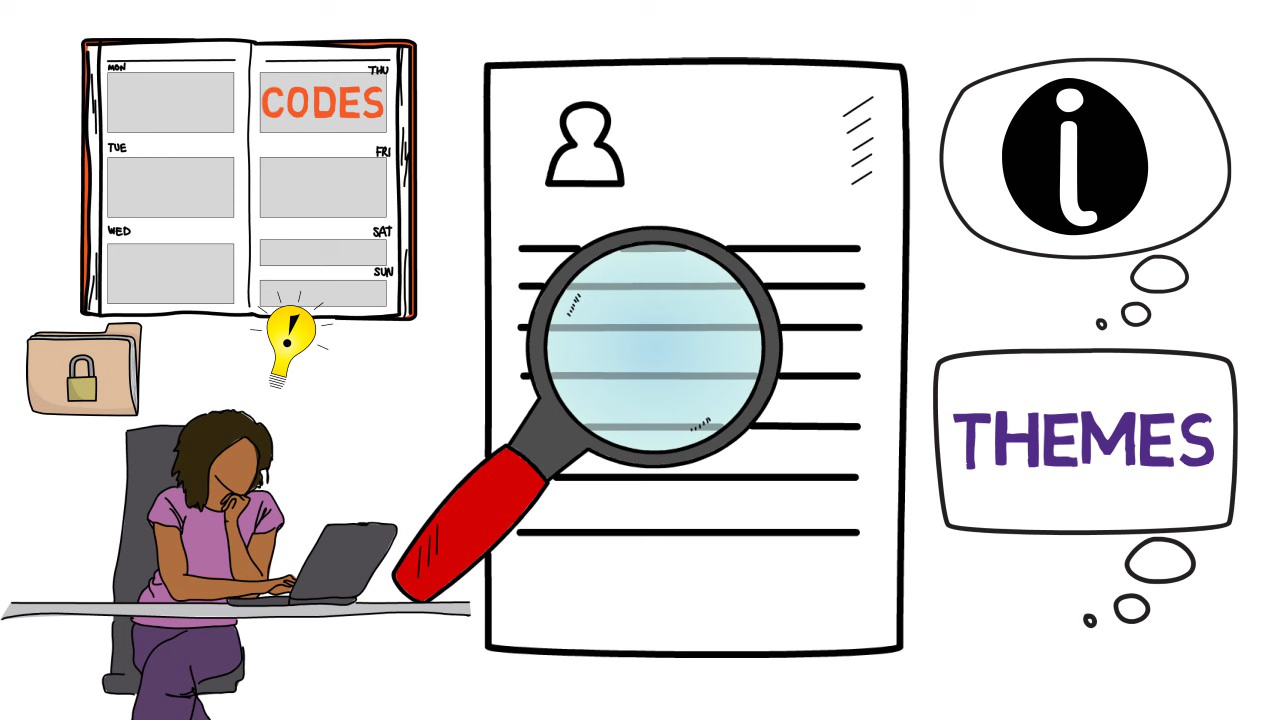 MON
THU
CODES
TUE
FRI
WED
SAT
SUN
!
i
THEMES